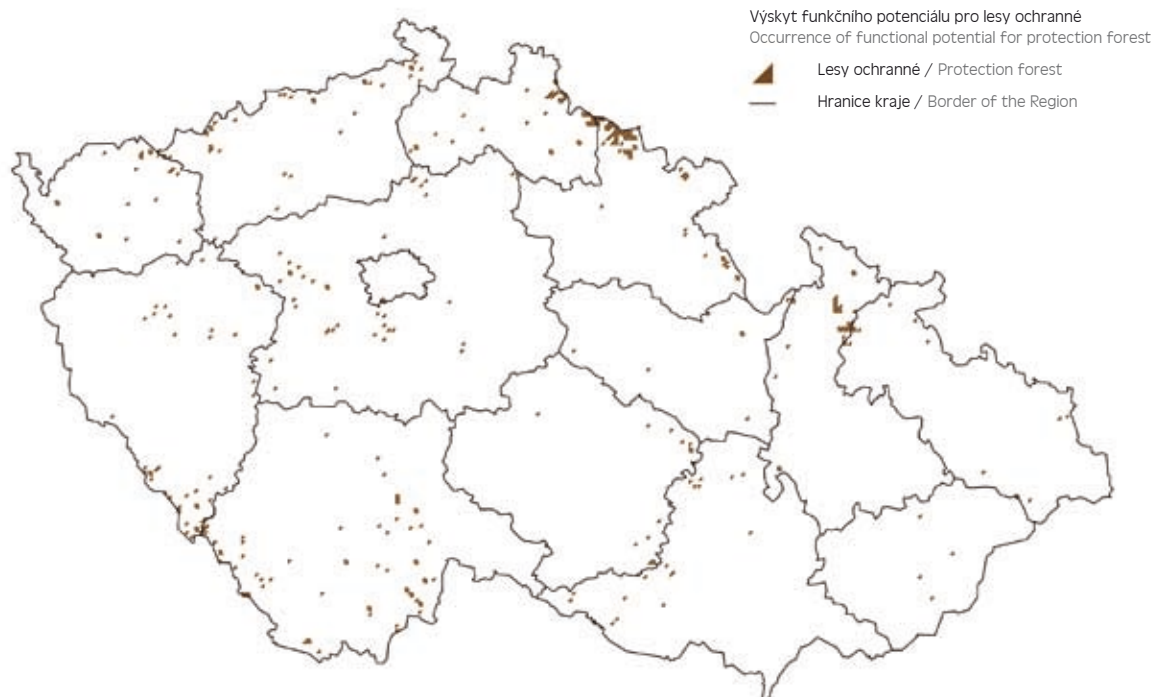 Výskyt funkčního potenciálu pro lesy ochranné
Occurrence of functional potential for protection forest
Lesy ochranné / Protection forest
Hranice kraje / Border of the Region